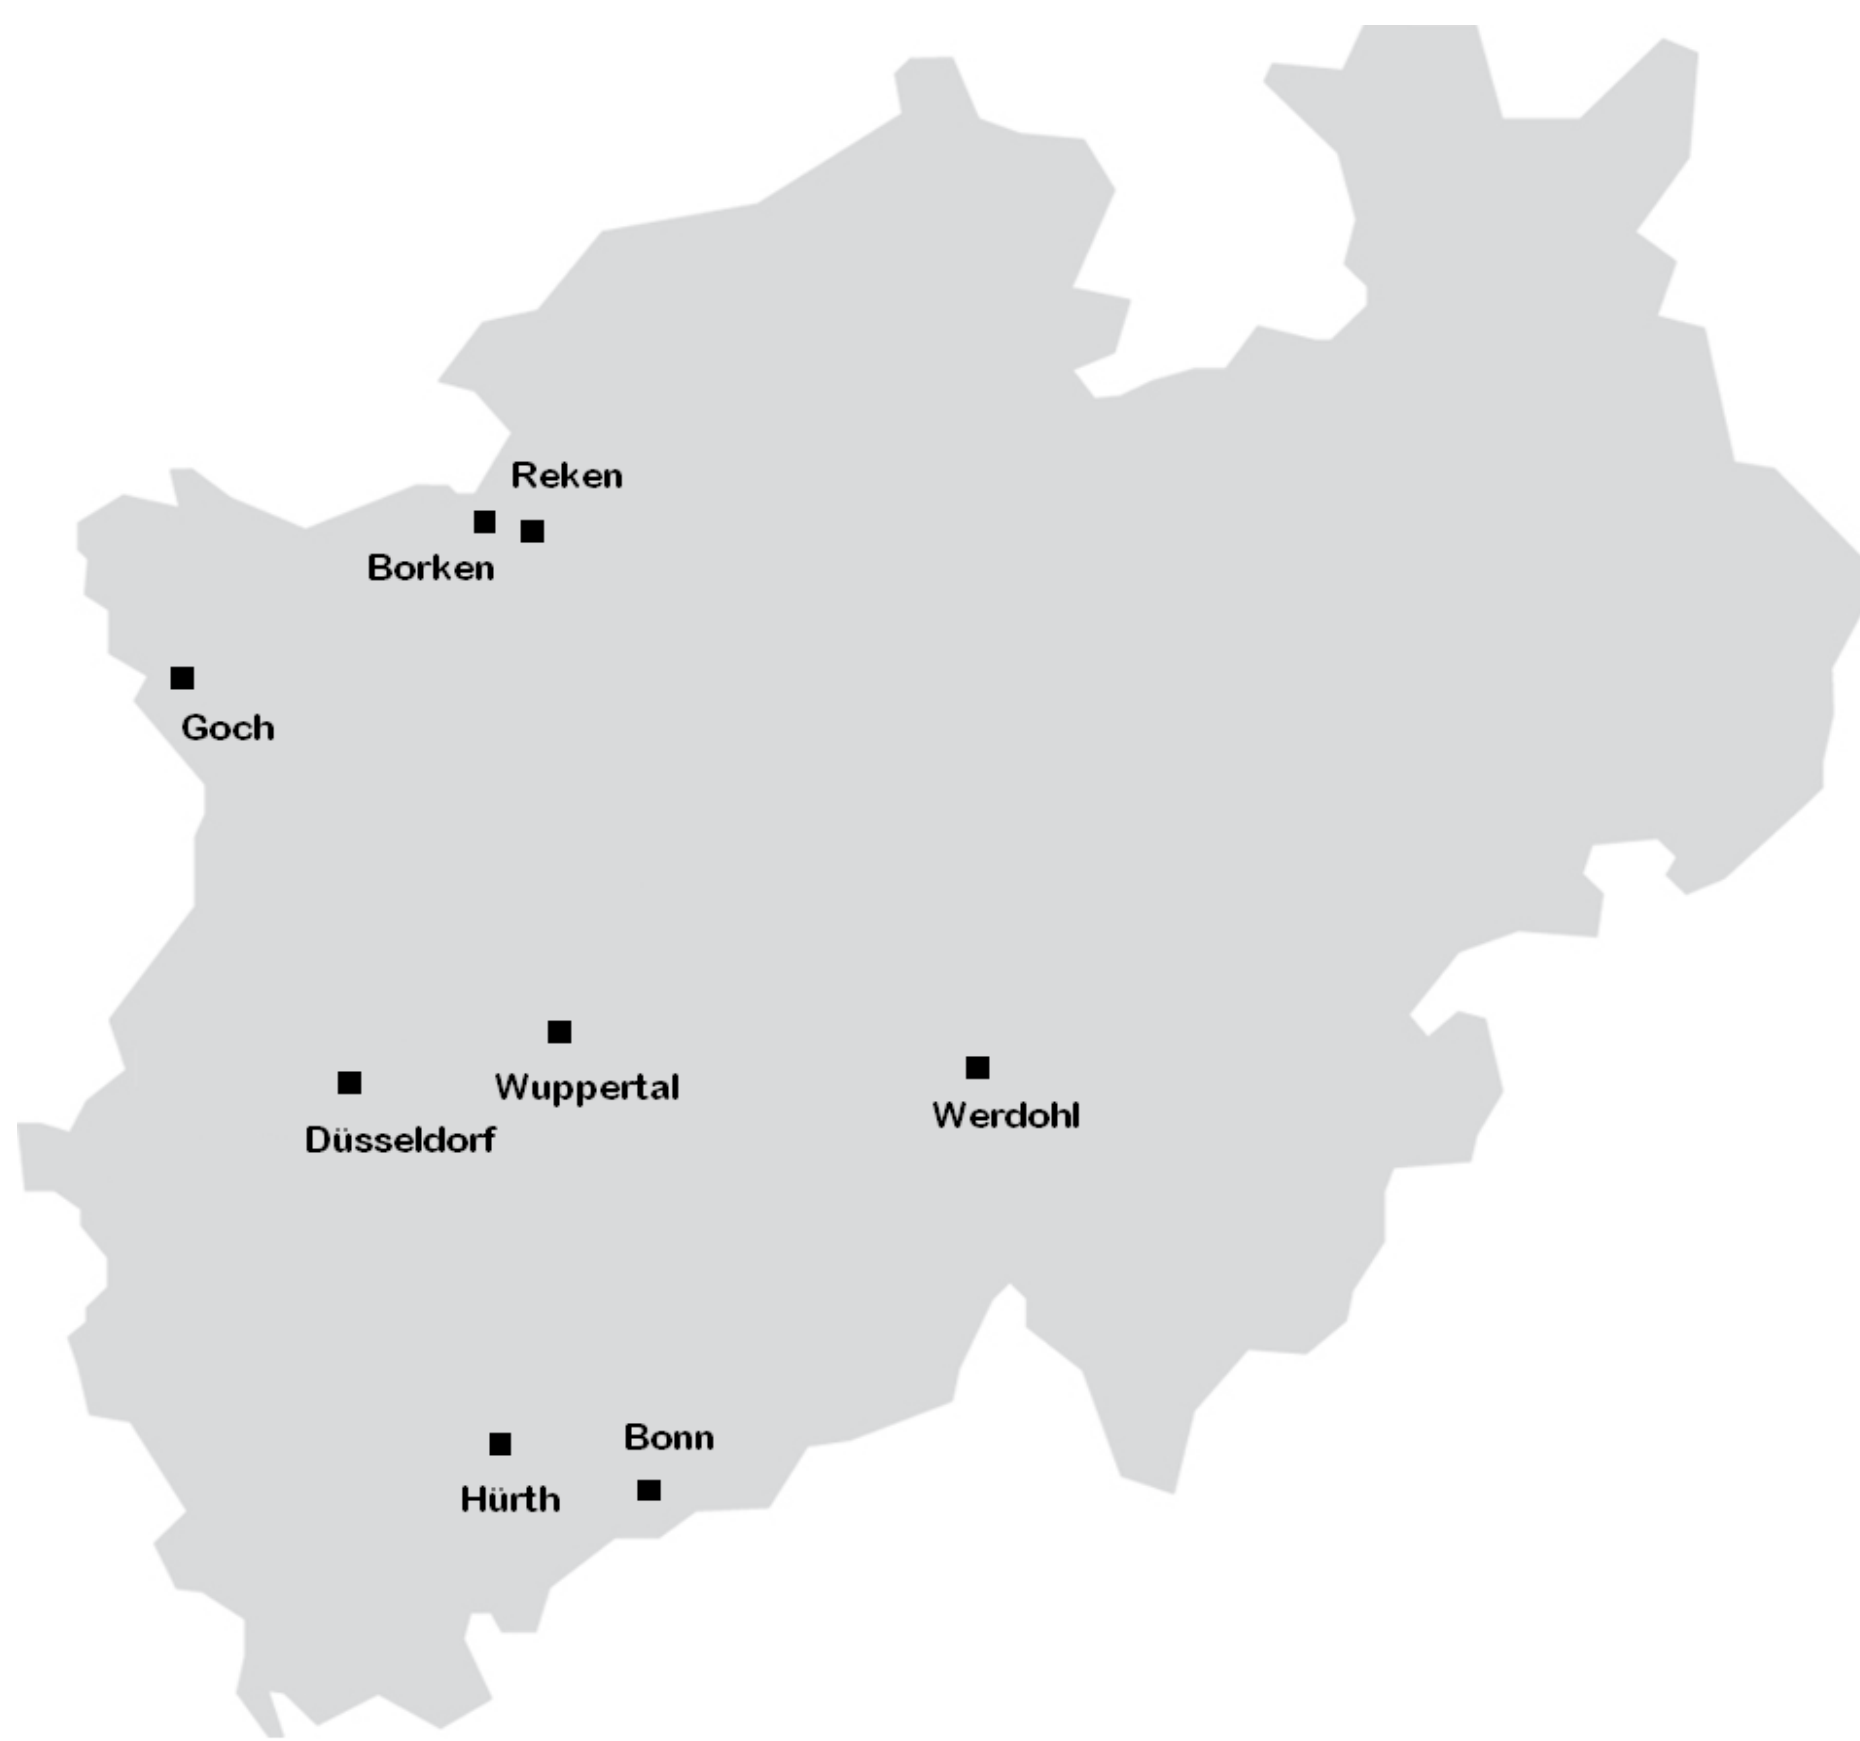 Reken
Borken
Goch
Wuppertal
Werdohl
Düsseldorf
Bonn
Hürth